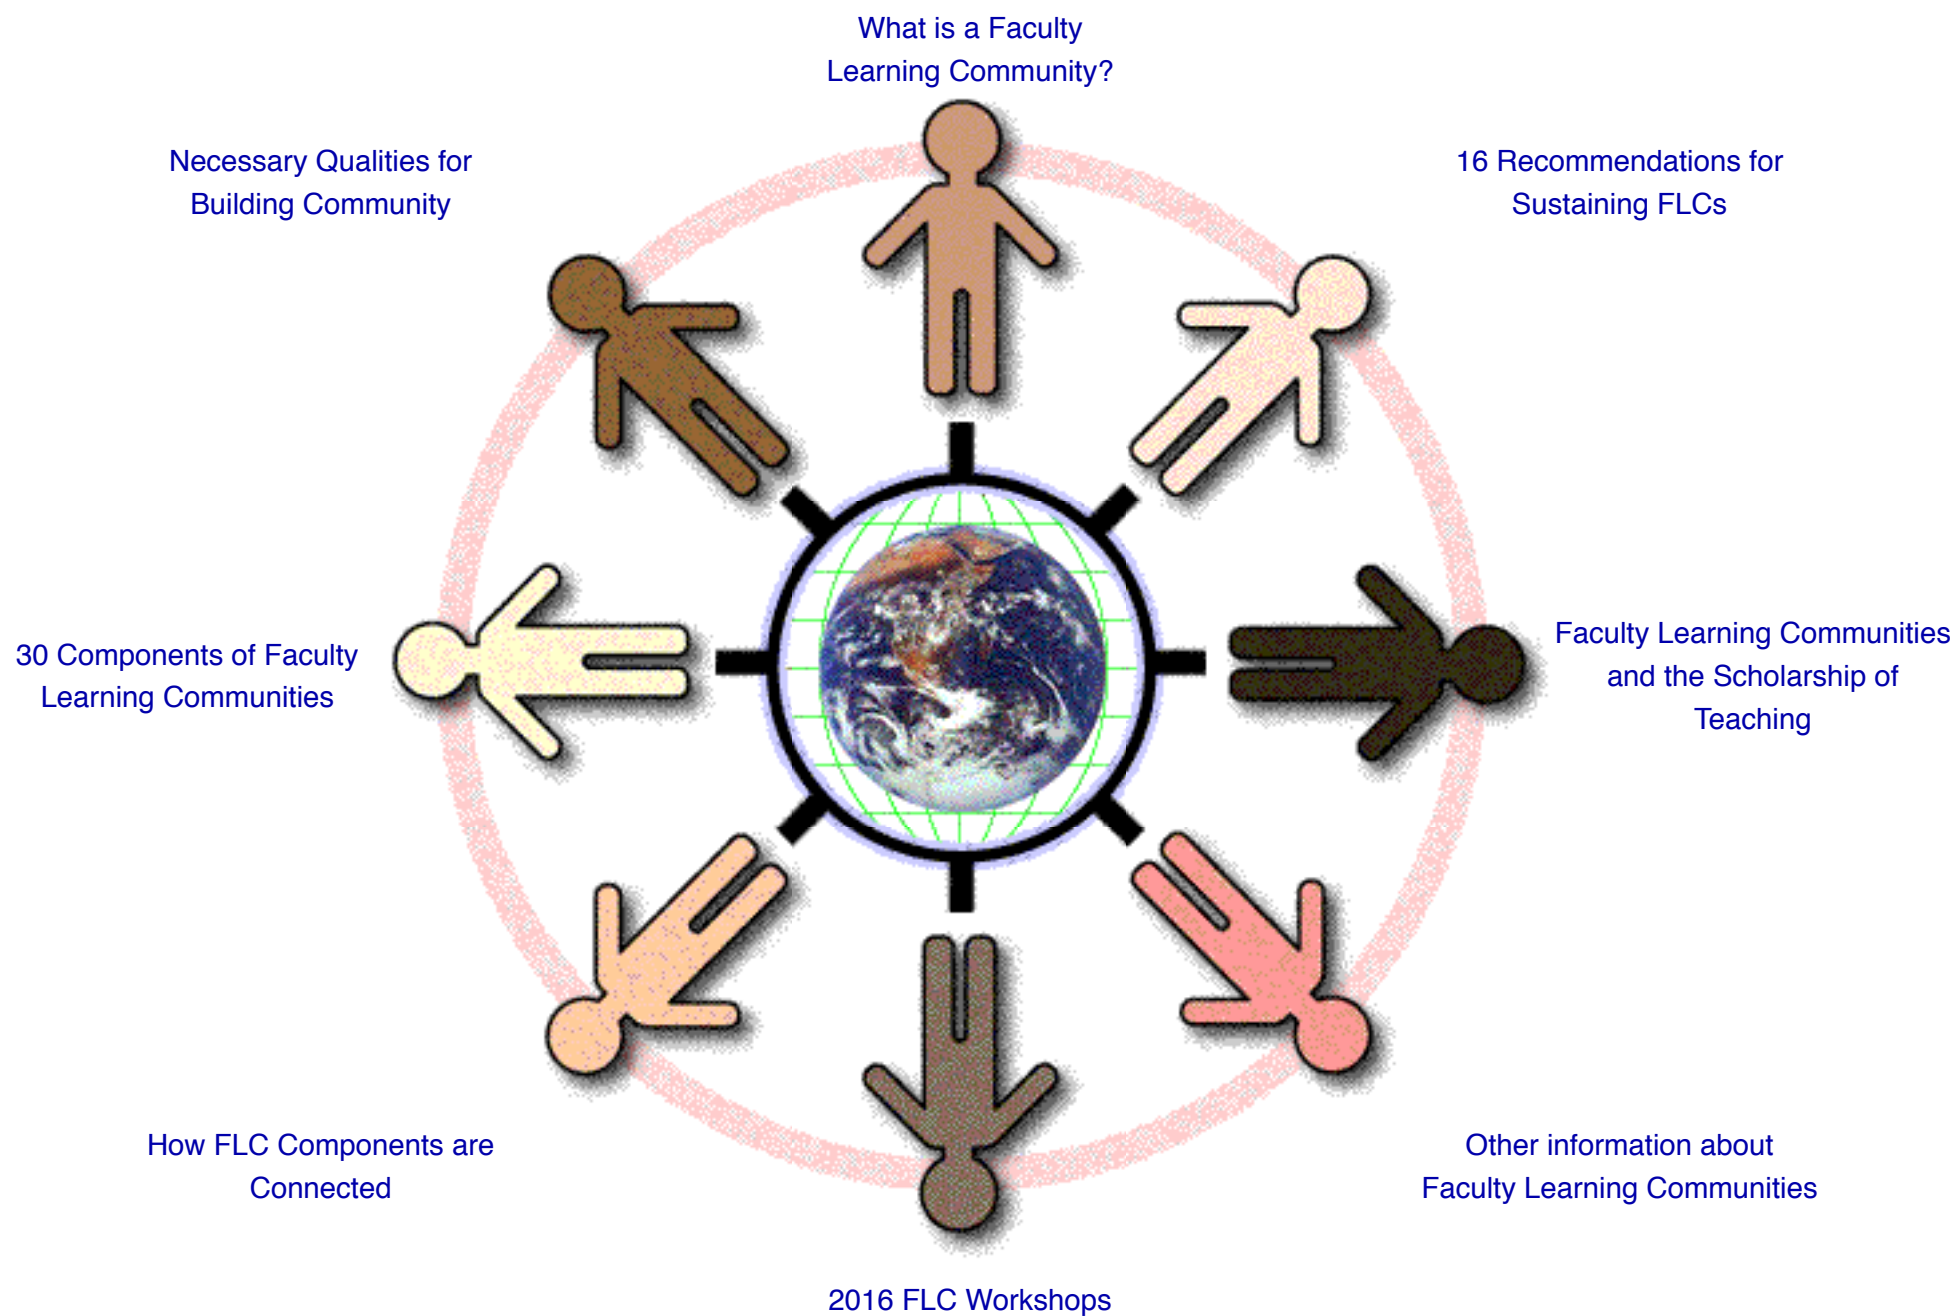 What is a Faculty
Learning Community?
Necessary Qualities for
Building Community
16 Recommendations for
Sustaining FLCs
30 Components of Faculty
Learning Communities
Faculty Learning Communities
and the Scholarship of
Teaching
How FLC Components are
Connected
Other information about
Faculty Learning Communities
2016 FLC Workshops